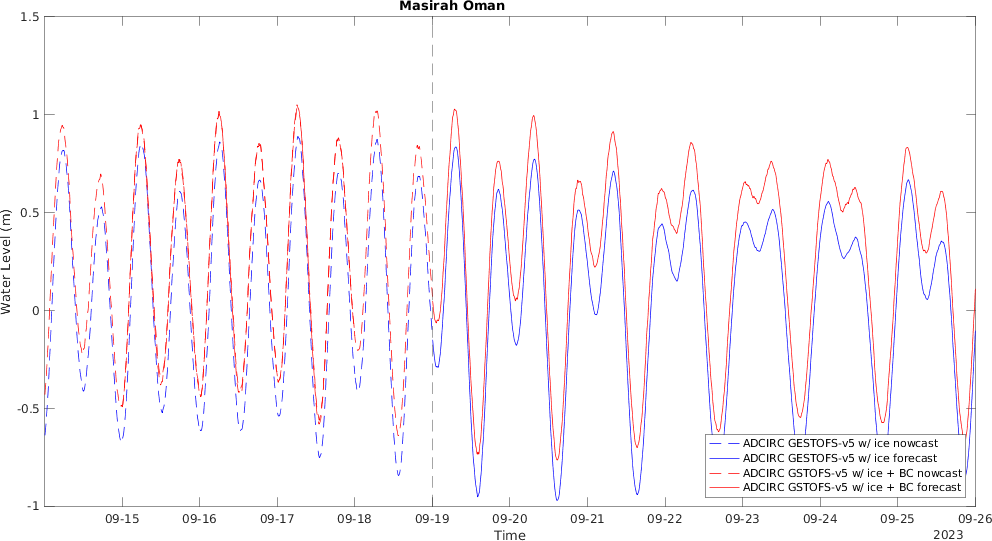 Masirah Oman
1.5
1
0.5
0
-0.5
-1
Water Level (m)
ADCIRC GESTOFS-v5 w/ ice nowcast
ADCIRC GESTOFS-v5 w/ ice forecast
ADCIRC GSTOFS-v5 w/ ice + BC nowcast
ADCIRC GSTOFS-v5 w/ ice + BC forecast
09-15 09-16 09-17 09-18 09-19 09-20 09-21 09-22 09-23 09-24 09-25 09-26
Time
2023